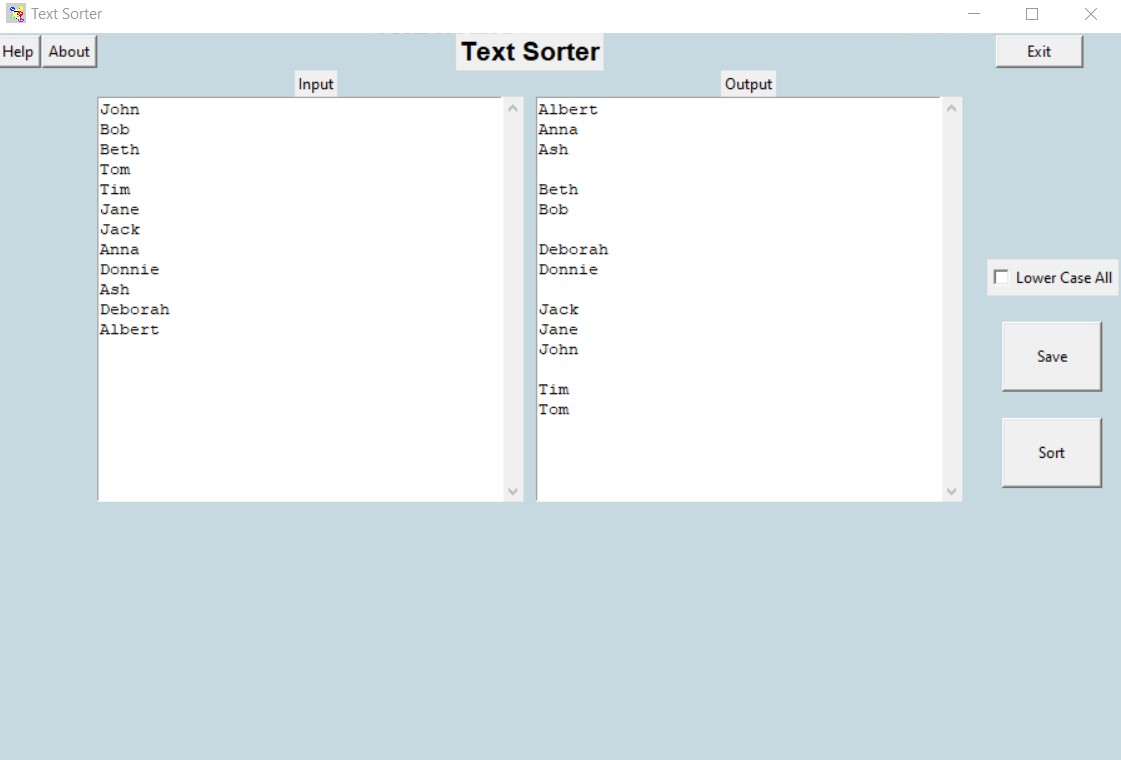 Text Sorter
Help About
Text Sorter
Exit
Input
Output
John
Bob
Beth
Tom
Tim
Jane
Jack
Anna
Donnie
Ash
Deborah
Albert
Albert
Anna
Ash
Beth
Bob
Deborah
Donnie
Jack
Jane
John
Tim
Tom
Lower Case All
Save
Sort